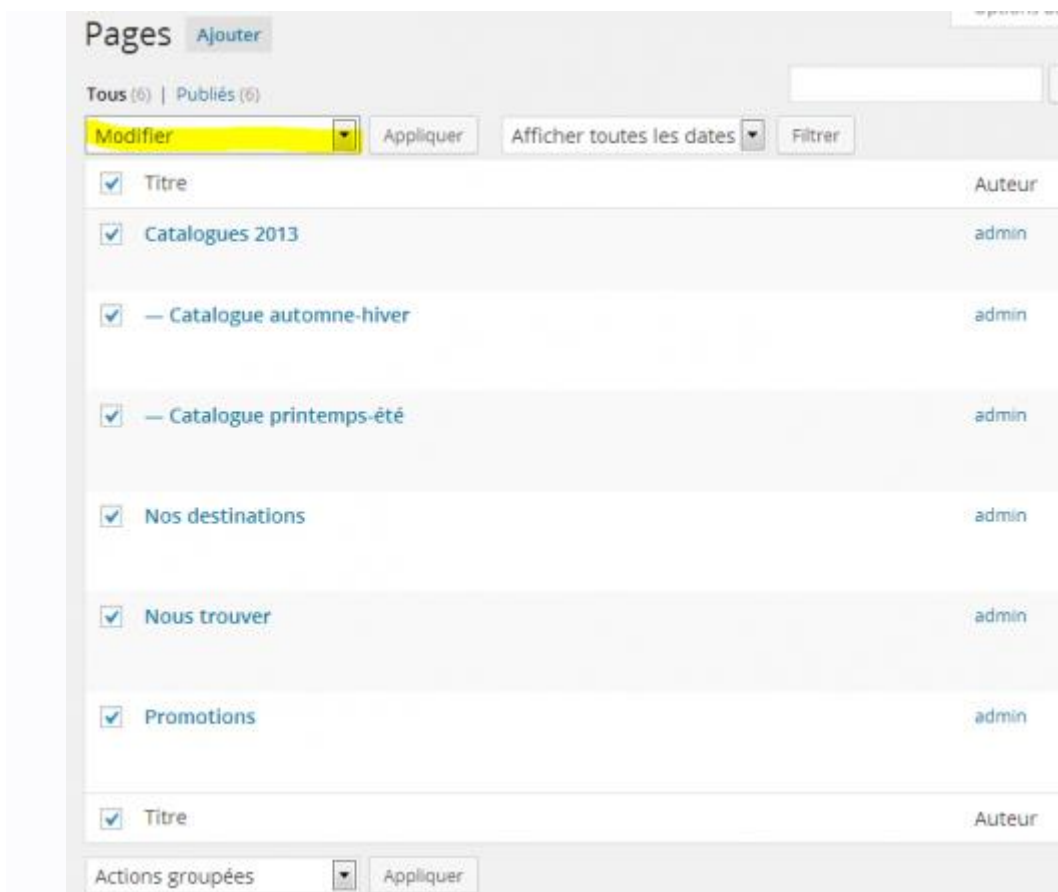 Pages Ajouter
Tous (6) | Publiés (6)
Modifier Appliquer Afficher toutes les dates Filtrer
Titre Auteur
Catalogues 2013 admin
— Catalogue automne-hiver admin
— Catalogue printemps-été admin
Nos destinations admin
Nous trouver admin
Promotions admin
Titre Auteur
Actions groupées Appliquer